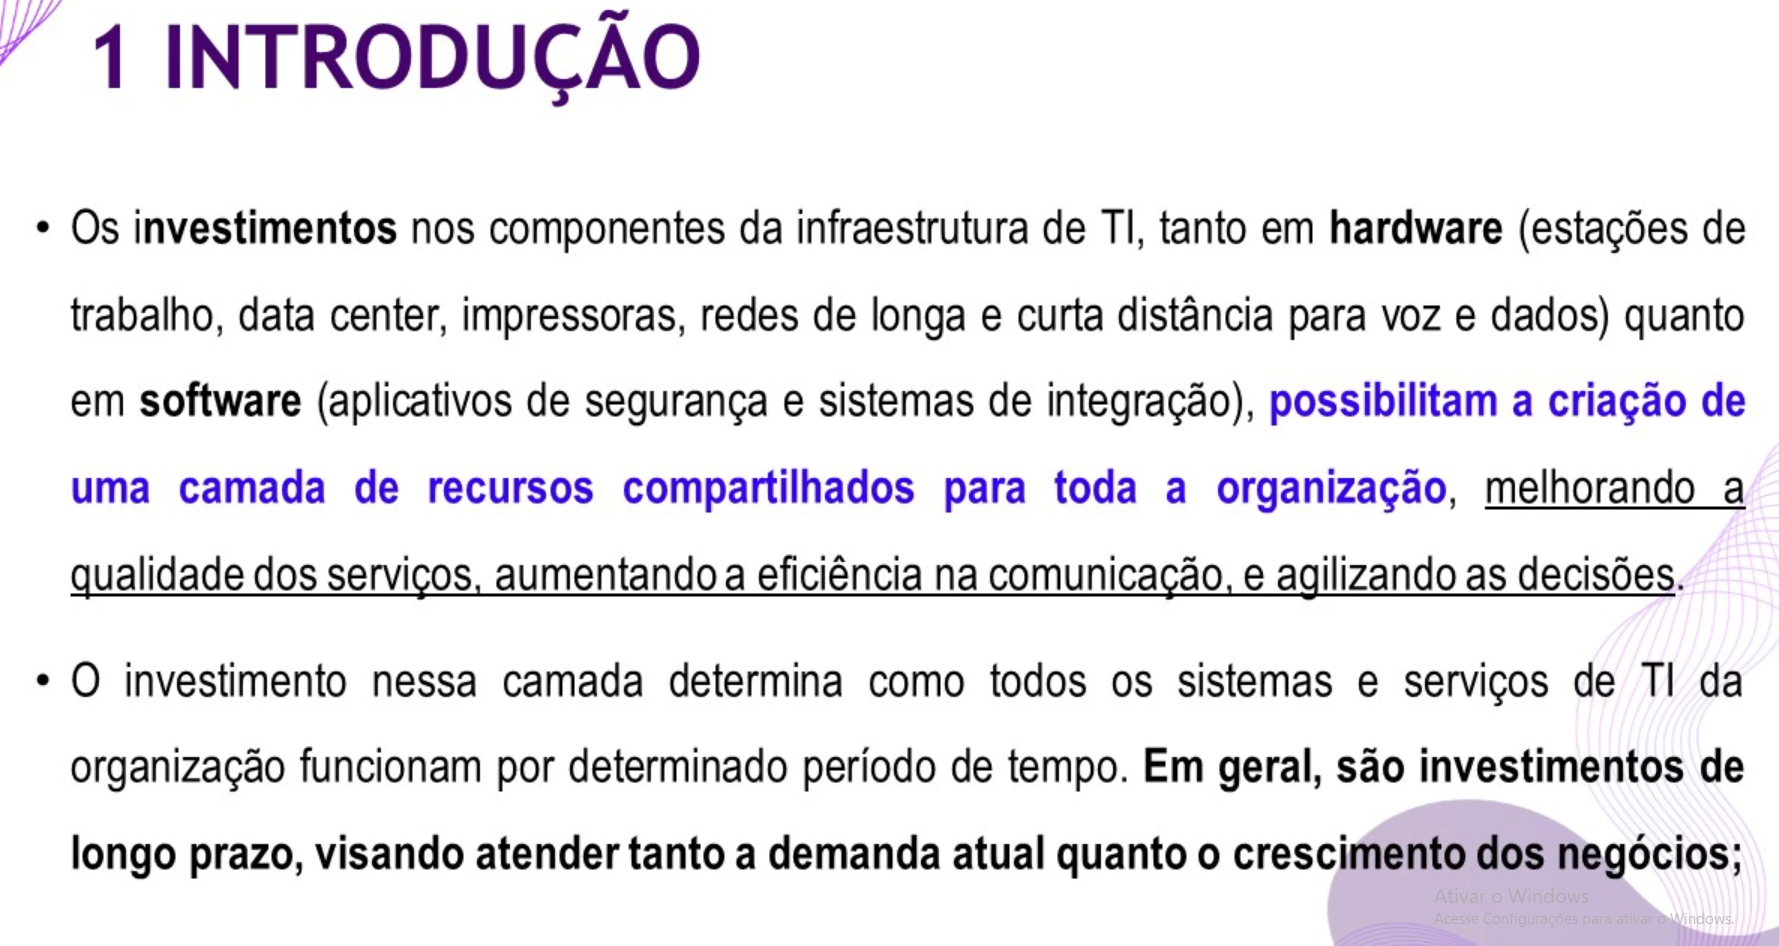 1 INTRODUÇÃO
• Os investimentos nos componentes da infraestrutura de TI, tanto em hardware (estações de
trabalho, data center, impressoras, redes de longa e curta distância para voz e dados) quanto
em software (aplicativos de segurança e sistemas de integração), possibilitam a criação de
uma camada de recursos compartilhados para toda a organização, melhorando a
qualidade dos serviços, aumentando a eficiência na comunicação, e agilizando as decisões.
• O investimento nessa camada determina como todos os sistemas e serviços de TI da
organização funcionam por determinado período de tempo. Em geral, são investimentos de
longo prazo, visando atender tanto a demanda atual quanto o crescimento dos negócios;
Ativar o Windows
Acesse Configurações para ativar o Windows.